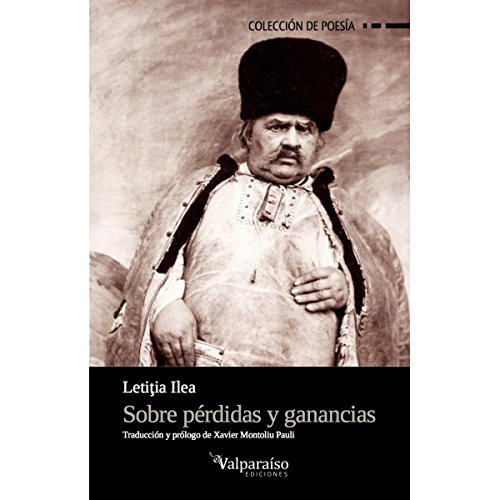 COLECCIÓN DE POESÍA
Letiţia Ilea
Sobre pérdidas y ganancias
Traducción y prólogo de Xavier Montoliu Pauli
Valparaíso
EDICIONES